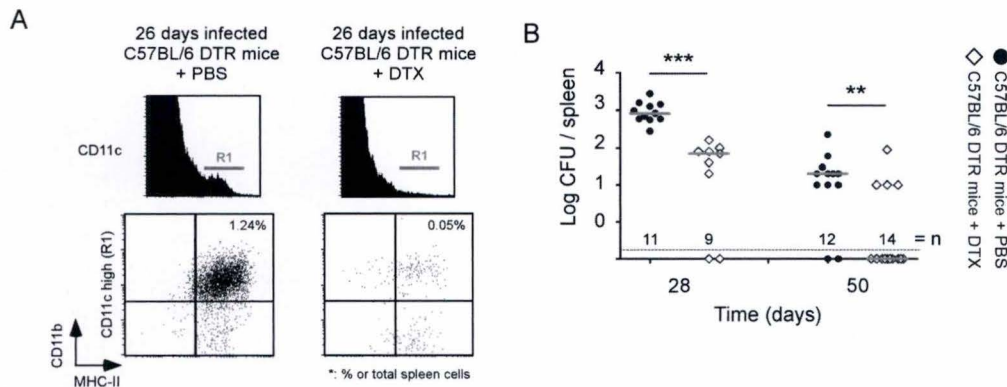 A
26 days infected
C57BL/6 DTR mice
+ PBS
26 days infected
C57BL/6 DTR mice
+ DTX
CD11c
R1
R1
CD11c high (R1)
1.24%
0.05%
CD11b
MHC-II
*: % or total spleen cells
B
Log CFU / spleen
4
3
2
1
0
***
**
11
9
12
14
= n
28
50
Time (days)
C57BL/6 DTR mice + PBS
C57BL/6 DTR mice + DTX